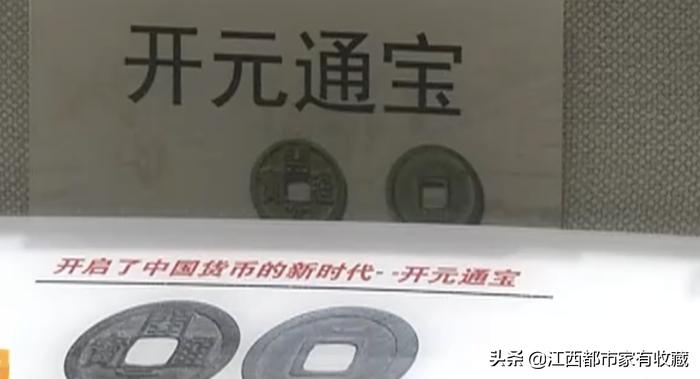 开元通宝
开启了中国货币的新时代--开元通宝
头条 @江西都市家有收藏